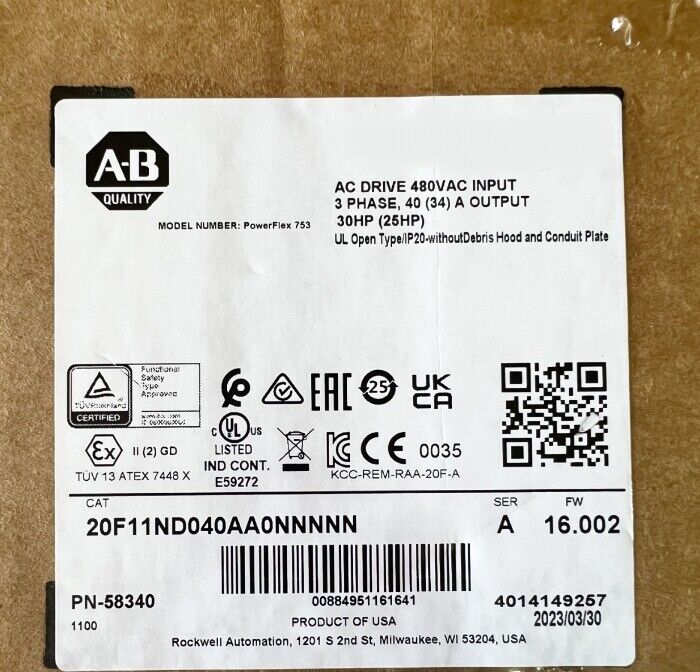 A-B
QUALITY
MODEL NUMBER: PowerFlex 753
AC DRIVE 480VAC INPUT
3 PHASE, 40 (34) A OUTPUT
30HP (25HP)
UL Open Type/IP20-withoutDebris Hood and Conduit Plate
TÜVRheinland
CERTIFIED
Functional
Safety
Type
Approved
Ex II (2) GD
TÜV 13 ATEX 7448 X
C UL US
LISTED
IND CONT.
E59272
EAC
25
UK
CA
CE 0035
KCC-REM-RAA-20F-A
CAT
20F11ND040AA0NNNNN
SER
A
FW
16.002
PN-58340
1100
00884951161641
4014149257
2023/03/30
PRODUCT OF USA
Rockwell Automation, 1201 S 2nd St, Milwaukee, WI 53204, USA